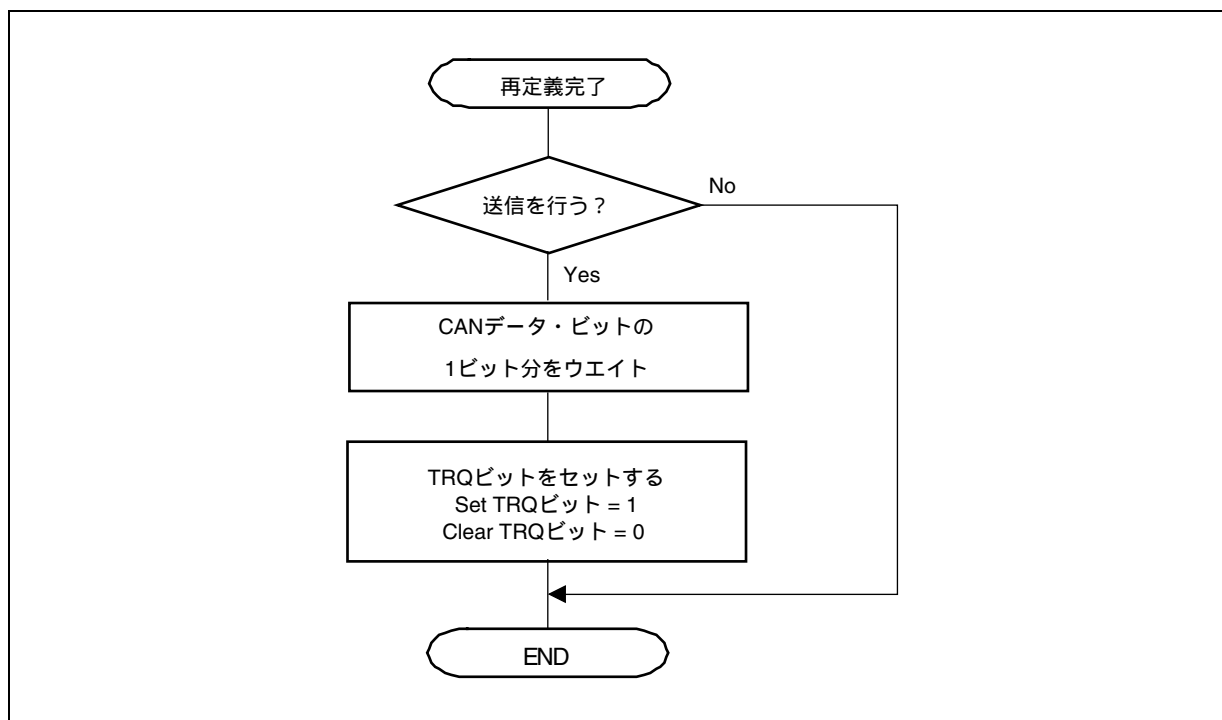 再定義完了
送信を行う？
No
Yes
CANデータ・ビットの
1ビット分をウエイト
TRQビットをセットする
Set TRQビット = 1
Clear TRQビット = 0
END